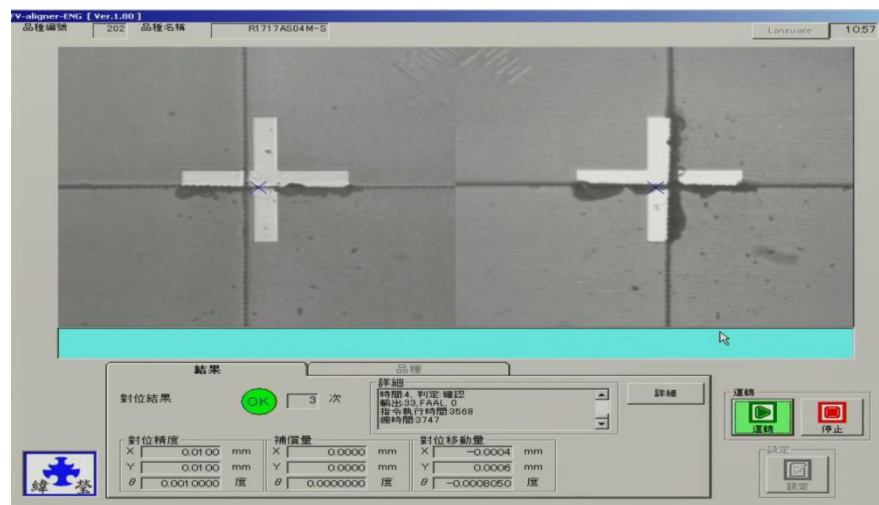 V-aligner-ENG [ Ver.1.80 ]
品種編號 202 品種名稱 R1717AS04M-S Language 10:57
結果 品種
對位結果 OK 3 次
詳細
時間:4, 判定:確認
輸出:33,FAAL, 0
指令執行時間:3568
總時間:3747
詳細
運轉
運轉 停止
對位精度 補償量 對位移動量
X 0.0100 mm X 0.0000 mm X -0.0004 mm
Y 0.0100 mm Y 0.0000 mm Y 0.0006 mm
θ 0.0010000 度 θ 0.0000000 度 θ -0.0008050 度
設定
設定
緯 瑩